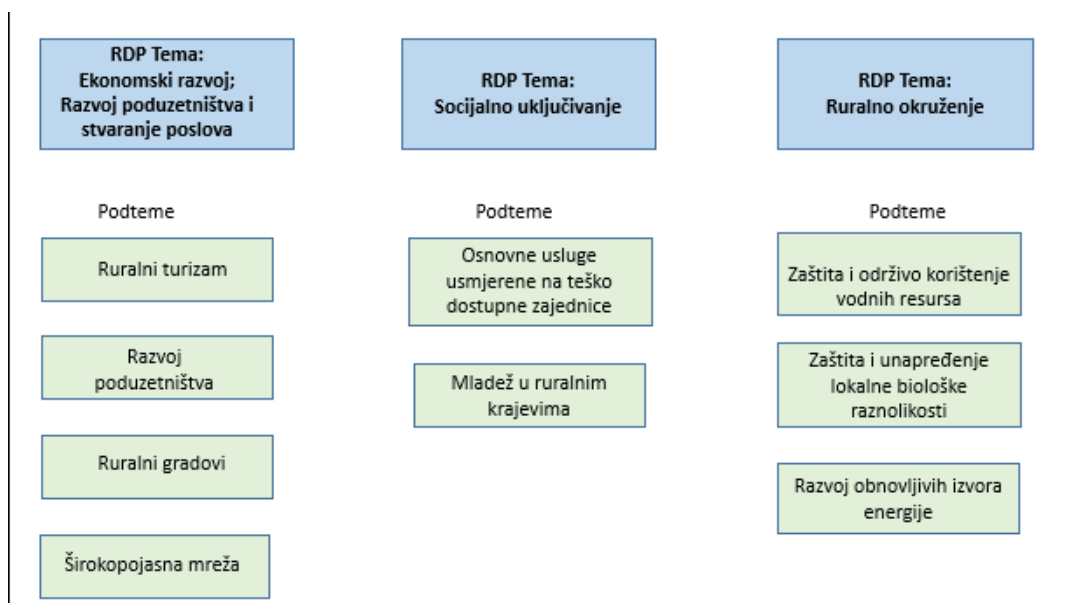 RDP Tema:
Ekonomski razvoj;
Razvoj poduzetništva i
stvaranje poslova
Podteme
Ruralni turizam
Razvoj
poduzetništva
Ruralni gradovi
Širokopojasna mreža
RDP Tema:
Socijalno uključivanje
Podteme
Osnovne usluge
usmjerene na teško
dostupne zajednice
Mladež u ruralnim
krajevima
RDP Tema:
Ruralno okruženje
Podteme
Zaštita i održivo korištenje
vodnih resursa
Zaštita i unapređenje
lokalne biološke
raznolikosti
Razvoj obnovljivih izvora
energije